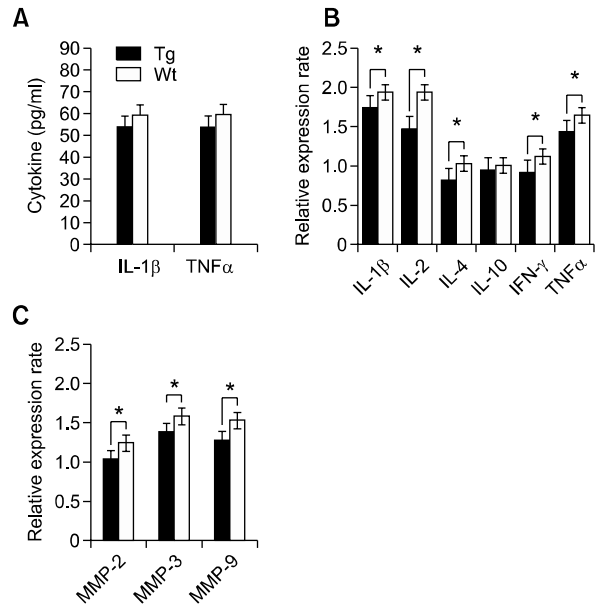 A
Cytokine (pg/ml)
90
80
70
60
50
40
30
20
10
0
Tg
Wt
IL-1β
TNFα
B
Relative expression rate
2.5
2.0
1.5
1.0
0.5
0
*
*
*
*
*
IL-1β
IL-2
IL-4
IL-10
IFN-γ
TNFα
C
Relative expression rate
2.5
2.0
1.5
1.0
0.5
0
*
*
*
MMP-2
MMP-3
MMP-9